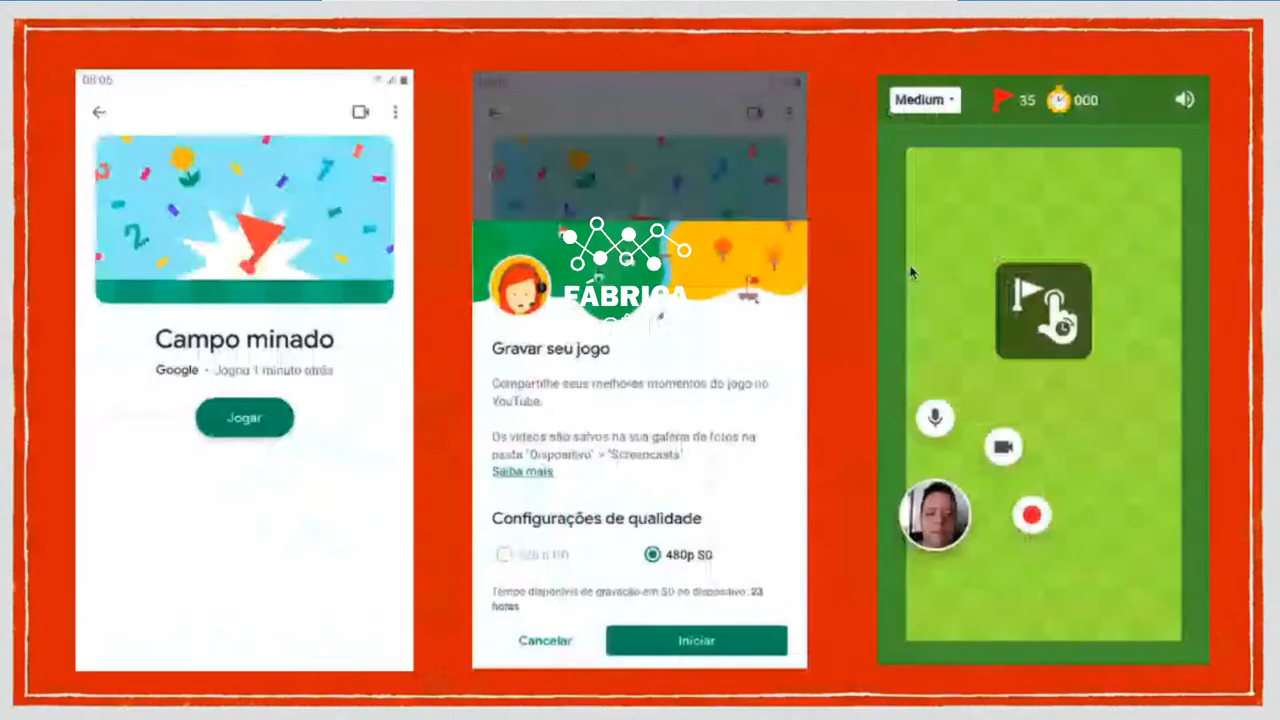 08:06
Campo minado
Google · Jogou 1 minuto atrás
Jogar
FÁBRICA
Gravar seu jogo
Compartilhe seus melhores momentos do jogo no
YouTube.
Os vídeos são salvos na sua galeria de fotos na
pasta "Dispositivo" > "Screencasts"
Saiba mais
Configurações de qualidade
480p SD
Tempo disponível de gravação em SD no dispositivo: 23
horas
Cancelar
Iniciar
Medium
35
000